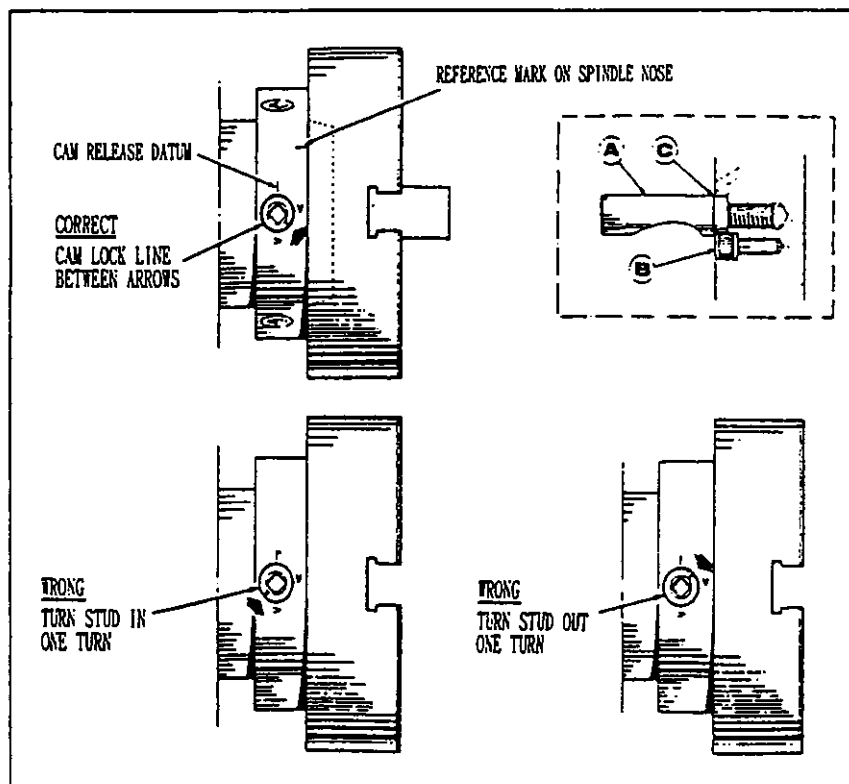 REFERENCE MARK ON SPINDLE NOSE
CAM RELEASE DATUM
CORRECT
CAM LOCK LINE
BETWEEN ARROWS
A
C
B
WRONG
TURN STUD IN
ONE TURN
WRONG
TURN STUD OUT
ONE TURN